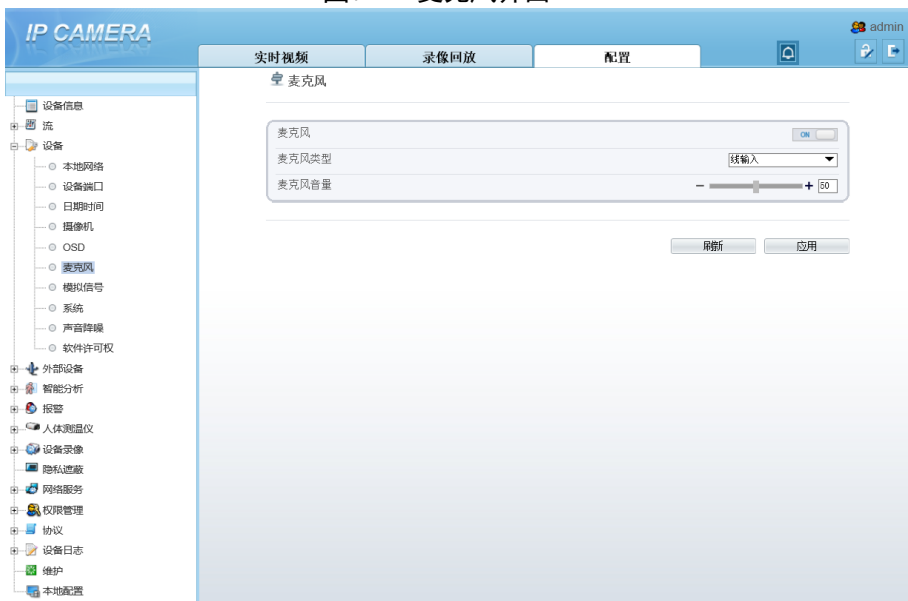 IP CAMERA
admin
实时视频
录像回放
配置
麦克风
设备信息
流
设备
本地网络
设备端口
日期时间
摄像机
OSD
麦克风
模拟信号
系统
声音降噪
软件许可权
外部设备
智能分析
报警
人体测温仪
设备录像
隐私遮蔽
网络服务
权限管理
协议
设备日志
维护
本地配置
麦克风
ON
麦克风类型
线输入
麦克风音量
50
刷新
应用